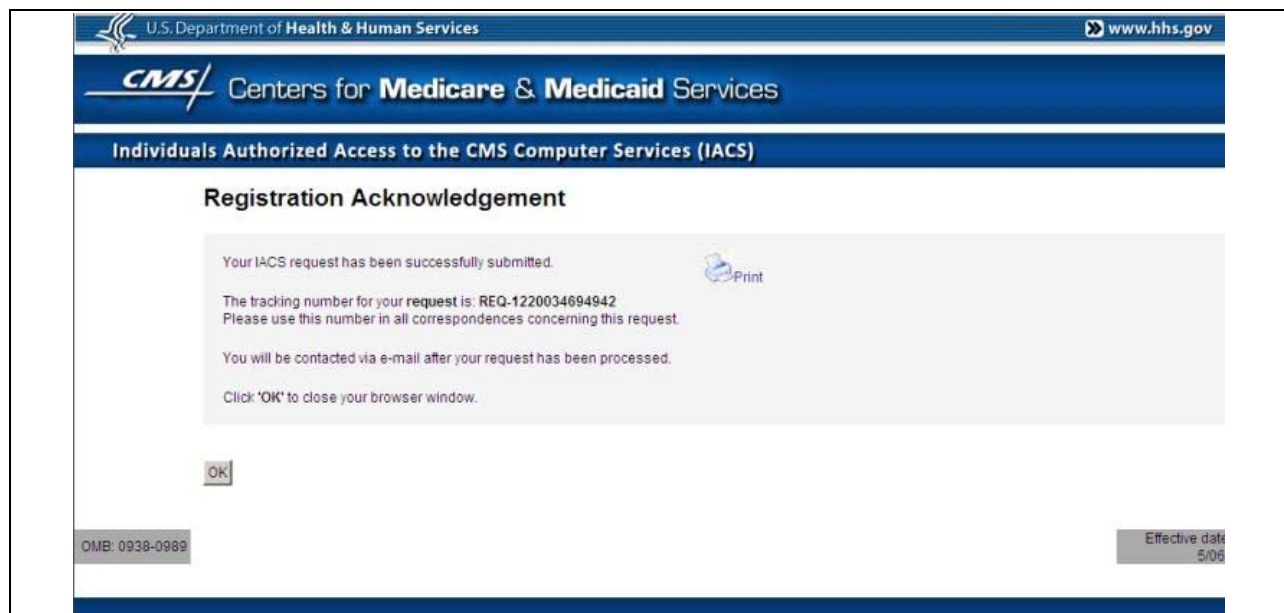 U.S. Department of Health & Human Services
www.hhs.gov
CMS Centers for Medicare & Medicaid Services
Individuals Authorized Access to the CMS Computer Services (IACS)
Registration Acknowledgement
Your IACS request has been successfully submitted.
Print
The tracking number for your request is: REQ-1220034694942
Please use this number in all correspondences concerning this request.
You will be contacted via e-mail after your request has been processed.
Click 'OK' to close your browser window.
OK
OMB: 0938-0989
Effective date
5/06